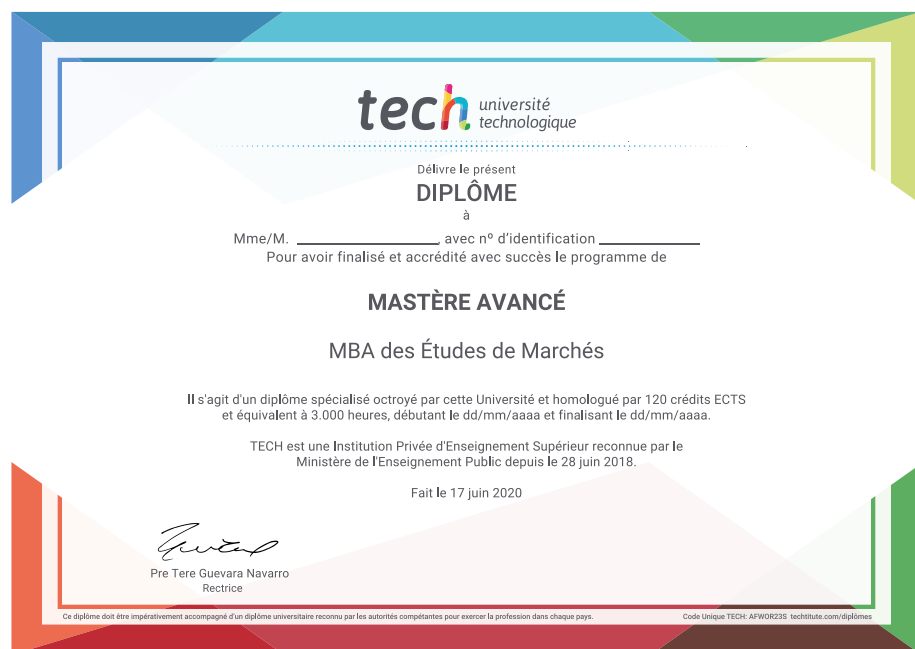 tech université
technologique
Délivre le présent
DIPLÔME
à
Mme/M. ____________________, avec nº d'identification ______________
Pour avoir finalisé et accrédité avec succès le programme de
MASTÈRE AVANCÉ
MBA des Études de Marchés
Il s'agit d'un diplôme spécialisé octroyé par cette Université et homologué par 120 crédits ECTS
et équivalent à 3.000 heures, débutant le dd/mm/aaaa et finalisant le dd/mm/aaaa.
TECH est une Institution Privée d'Enseignement Supérieur reconnue par le
Ministère de l'Enseignement Public depuis le 28 juin 2018.
Fait le 17 juin 2020
Pre Tere Guevara Navarro
Rectrice
Ce diplôme doit être impérativement accompagné d'un diplôme universitaire reconnu par les autorités compétantes pour exercer la profession dans chaque pays.
Code Unique TECH: AFWOR23S techtitute.com/diplômes